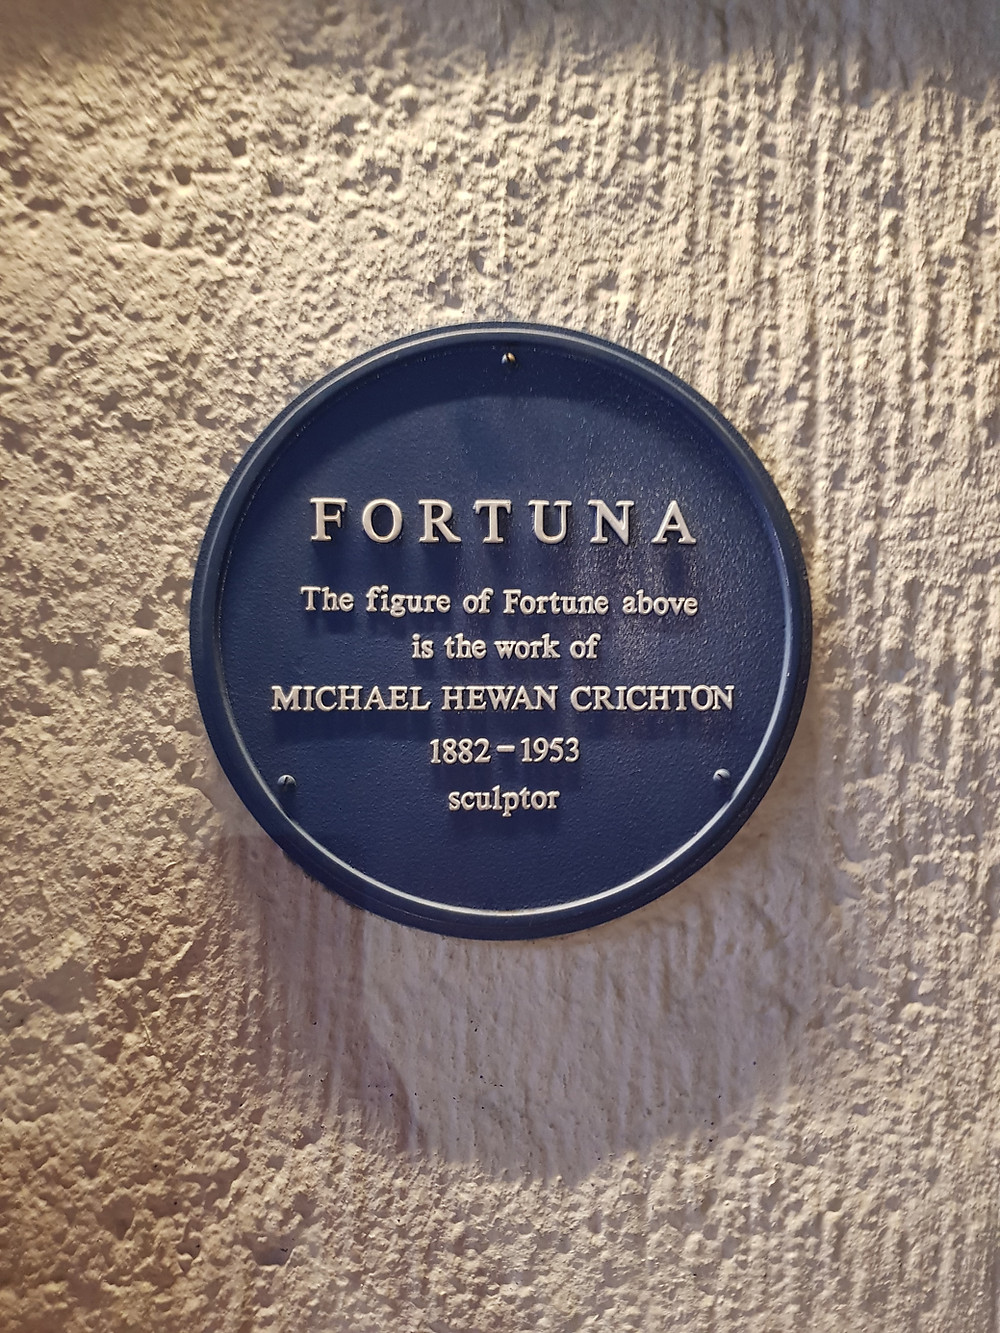 FORTUNA
The figure of Fortune above
is the work of
MICHAEL HEWAN CRICHTON
1882-1953
sculptor